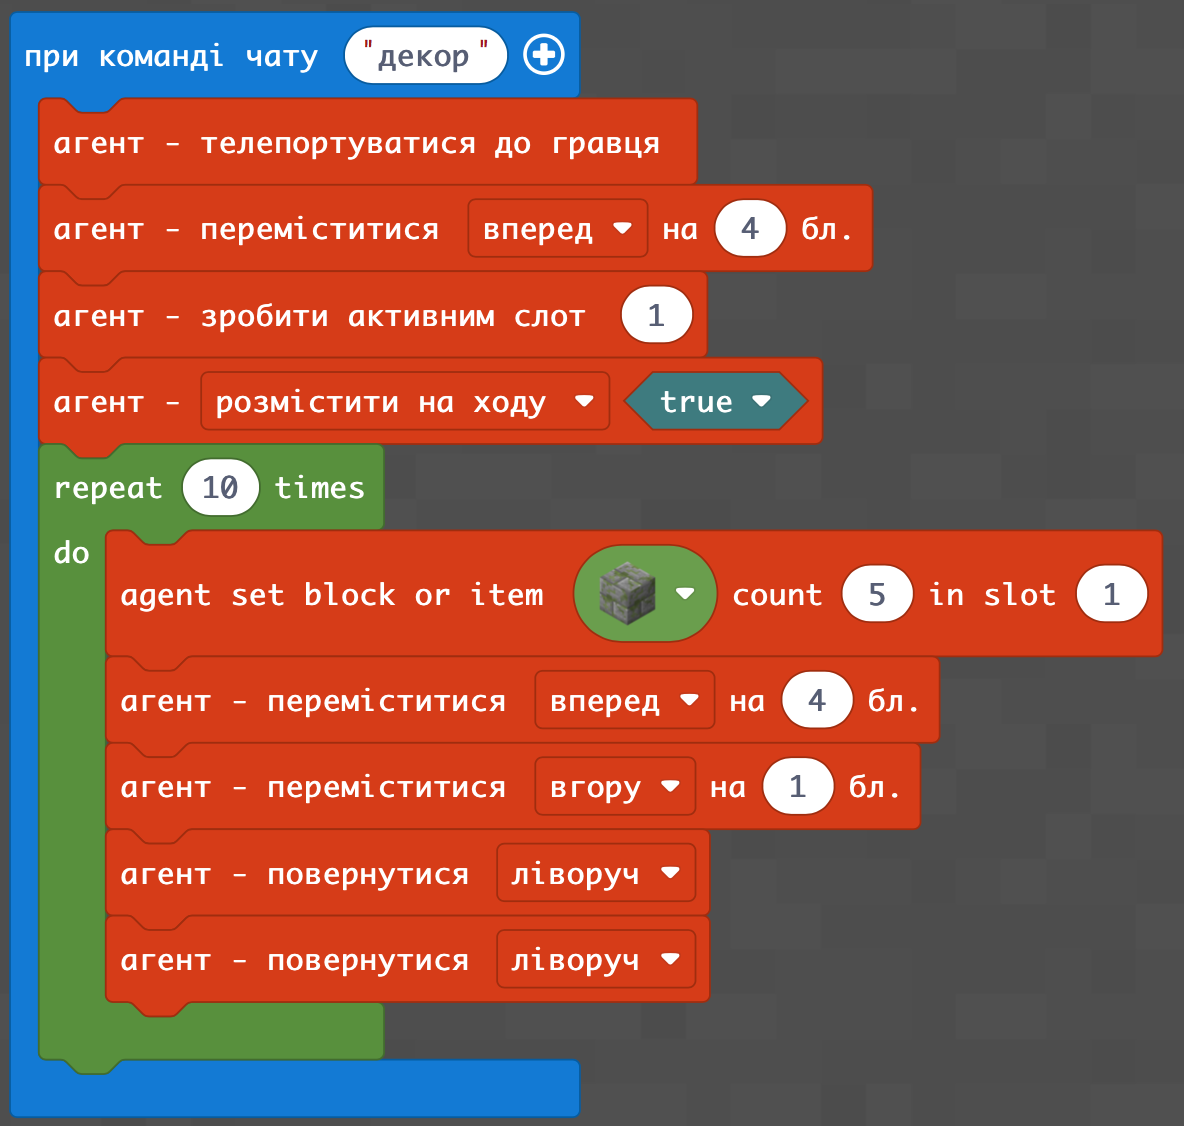 при команді чату "декор"
агент - телепортуватися до гравця
агент - переміститися вперед на 4 бл.
агент - зробити активним слот 1
агент - розмістити на ходу true
repeat 10 times
do
agent set block or item count 5 in slot 1
агент - переміститися вперед на 4 бл.
агент - переміститися вгору на 1 бл.
агент - повернутися ліворуч
агент - повернутися ліворуч